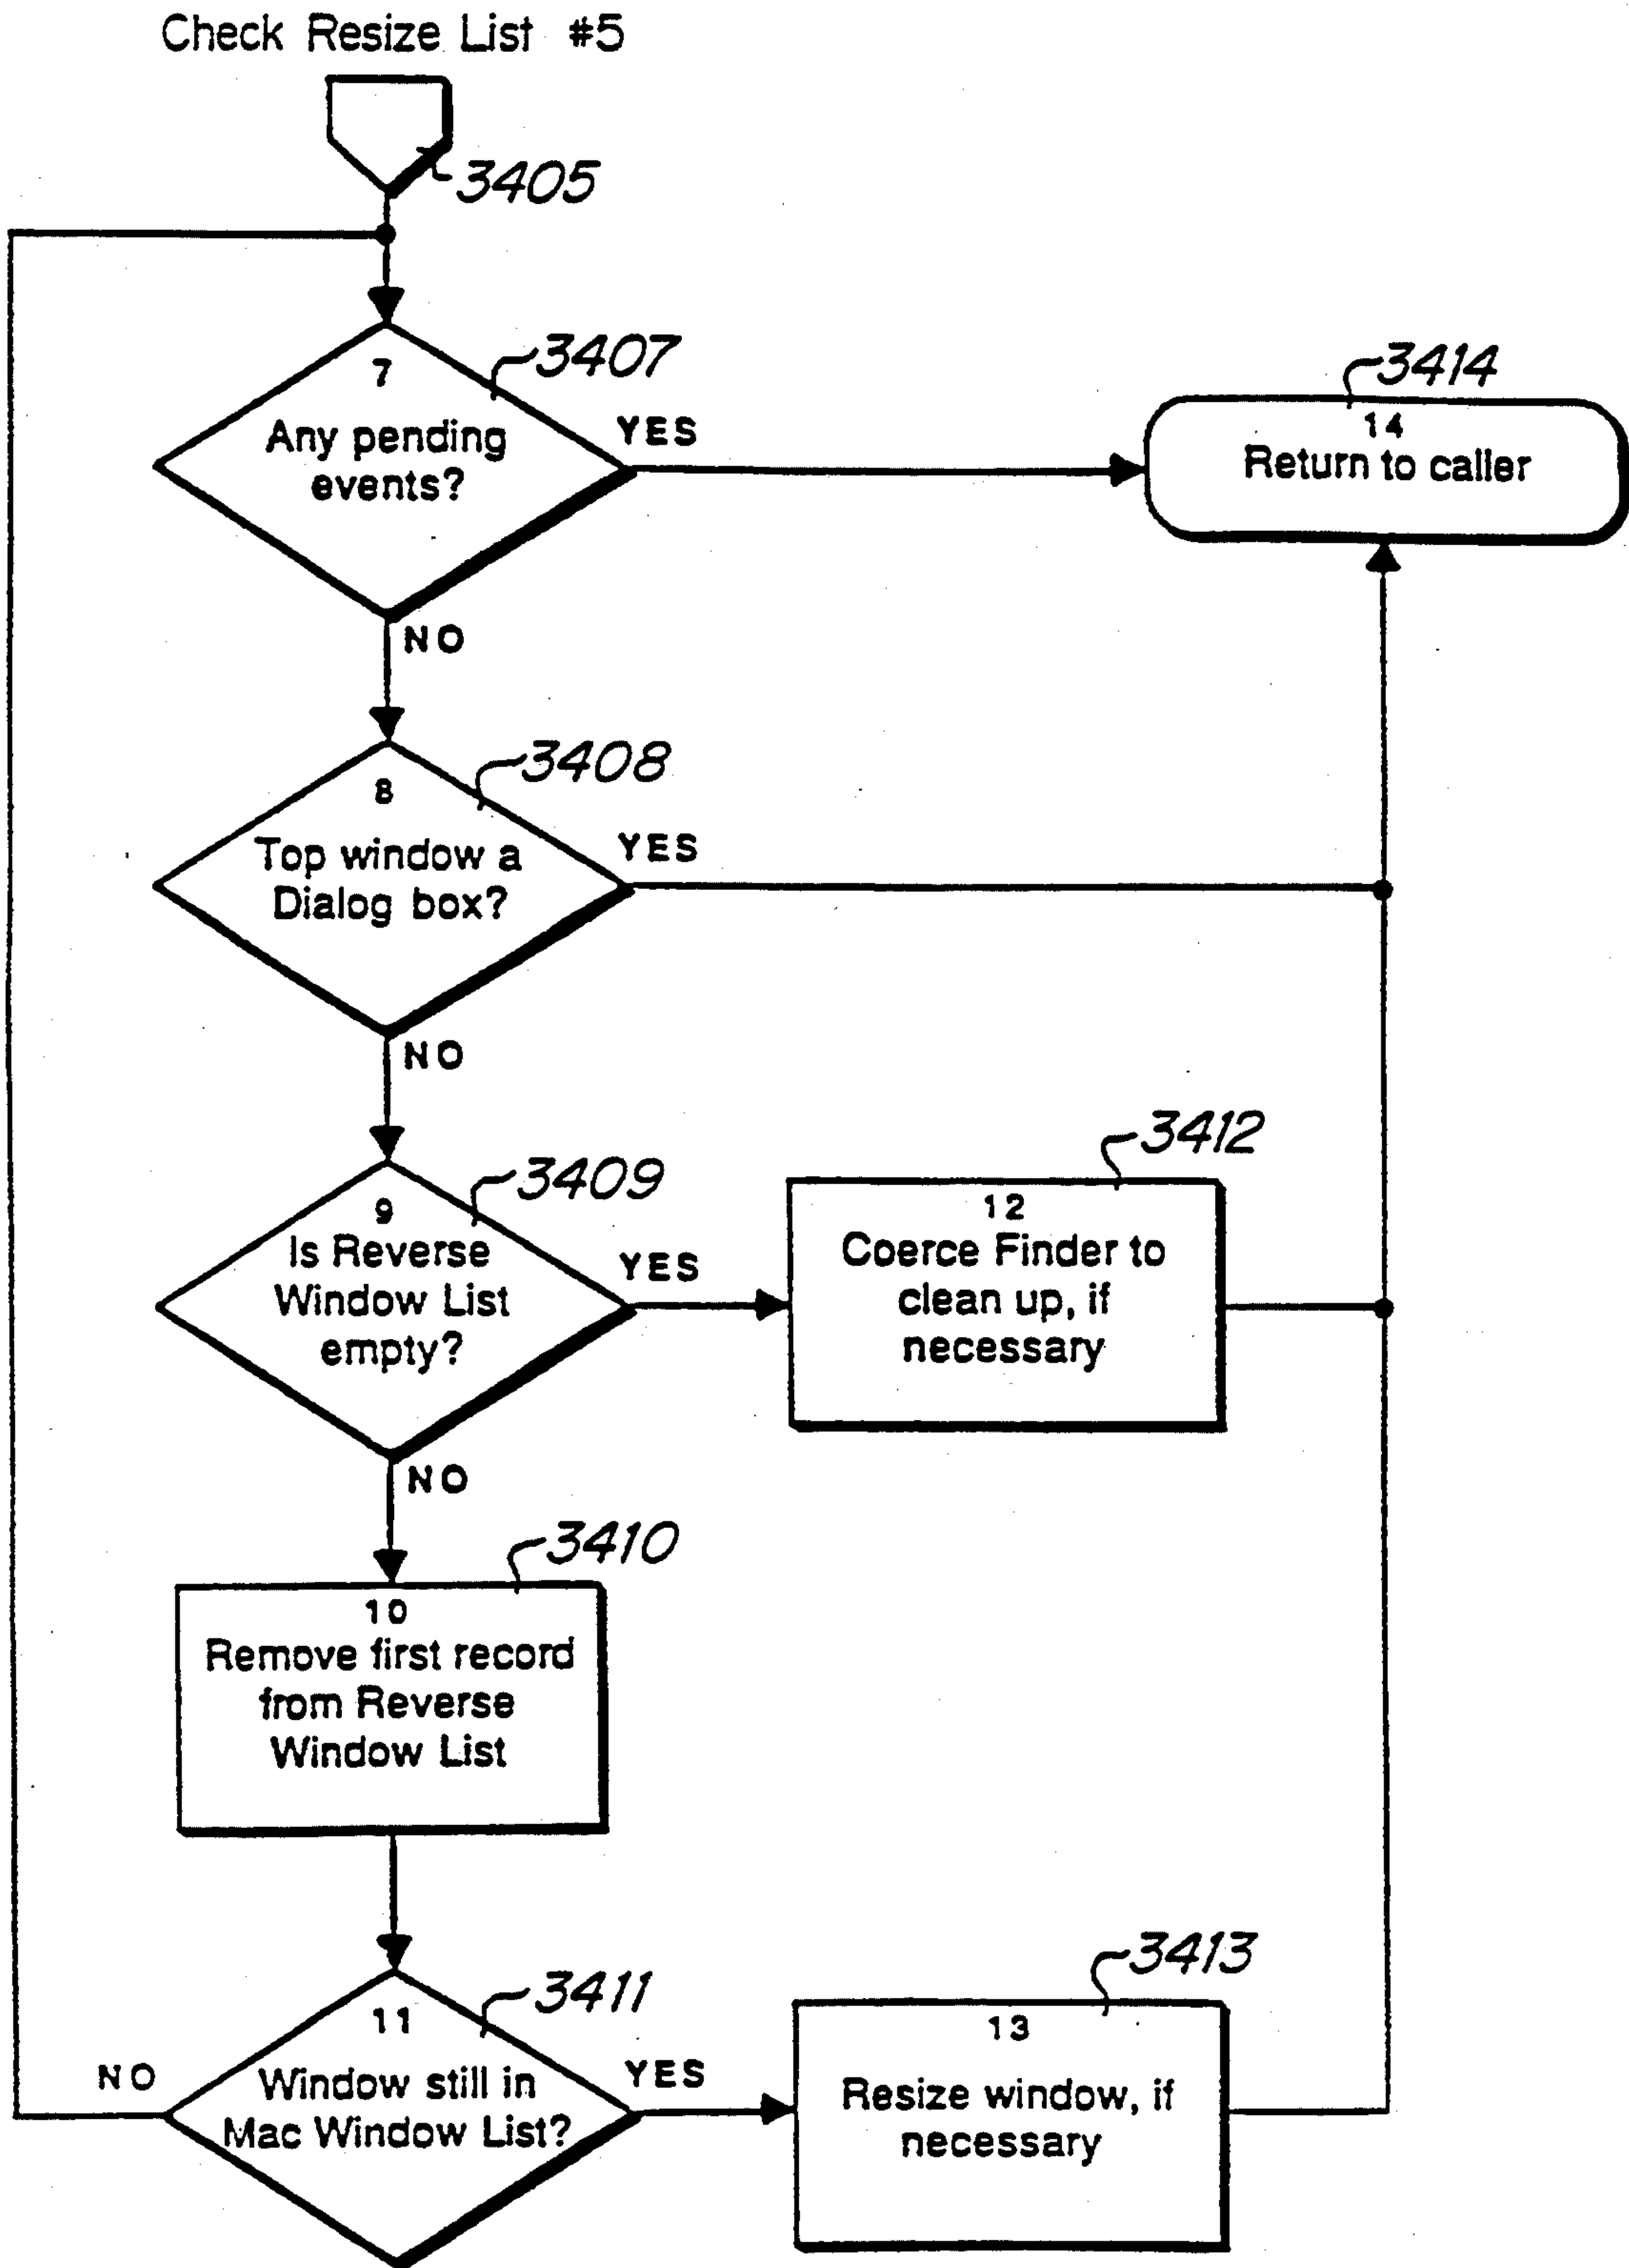 Check Resize List #5
3405
3407
7
Any pending
events?
YES
NO
3414
14
Return to caller
3408
8
Top window a
Dialog box?
YES
NO
3409
9
Is Reverse
Window List
empty?
YES
NO
3412
12
Coerce Finder to
clean up, if
necessary
3410
10
Remove first record
from Reverse
Window List
3411
11
Window still in
Mac Window List?
NO
YES
3413
13
Resize window, if
necessary